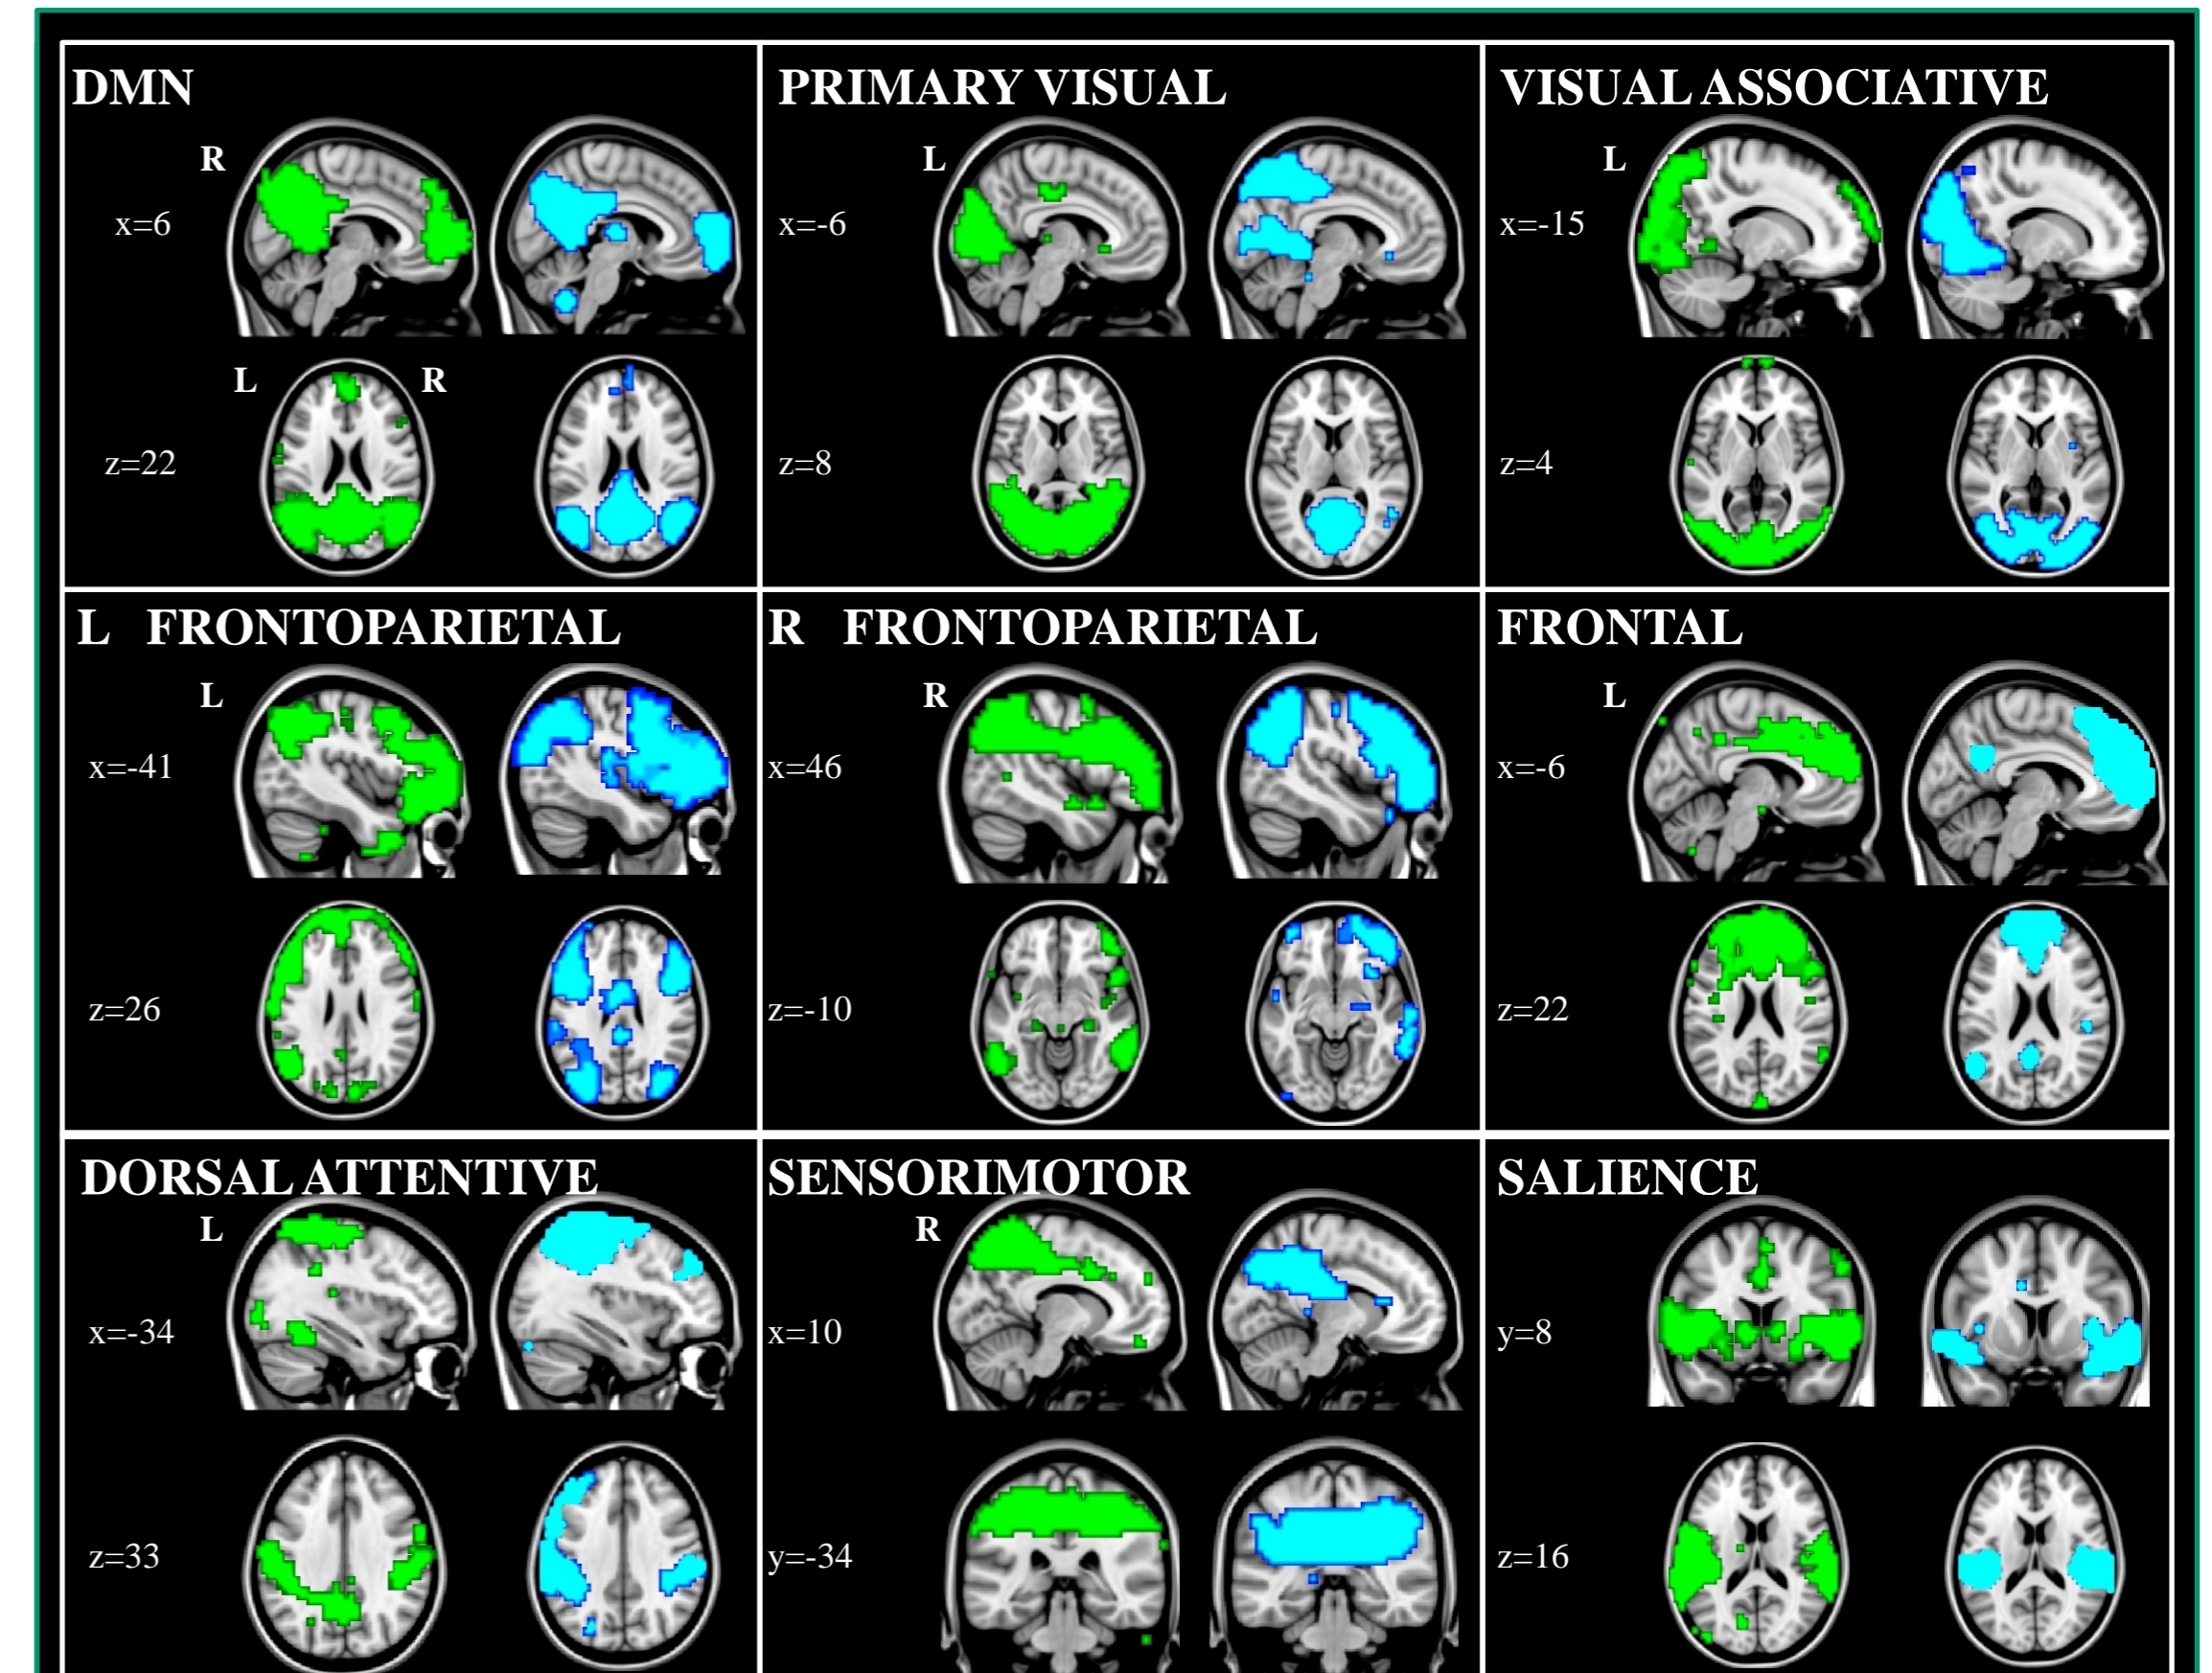 DMN
R
x=6
L R
z=22
PRIMARY VISUAL
L
x=-6
z=8
VISUAL ASSOCIATIVE
L
x=-15
z=4
L FRONTOPARIETAL
L
x=-41
z=26
R FRONTOPARIETAL
R
x=46
z=-10
FRONTAL
L
x=-6
z=22
DORSAL ATTENTIVE
L
x=-34
z=33
SENSORIMOTOR
R
x=10
y=-34
SALIENCE
y=8
z=16